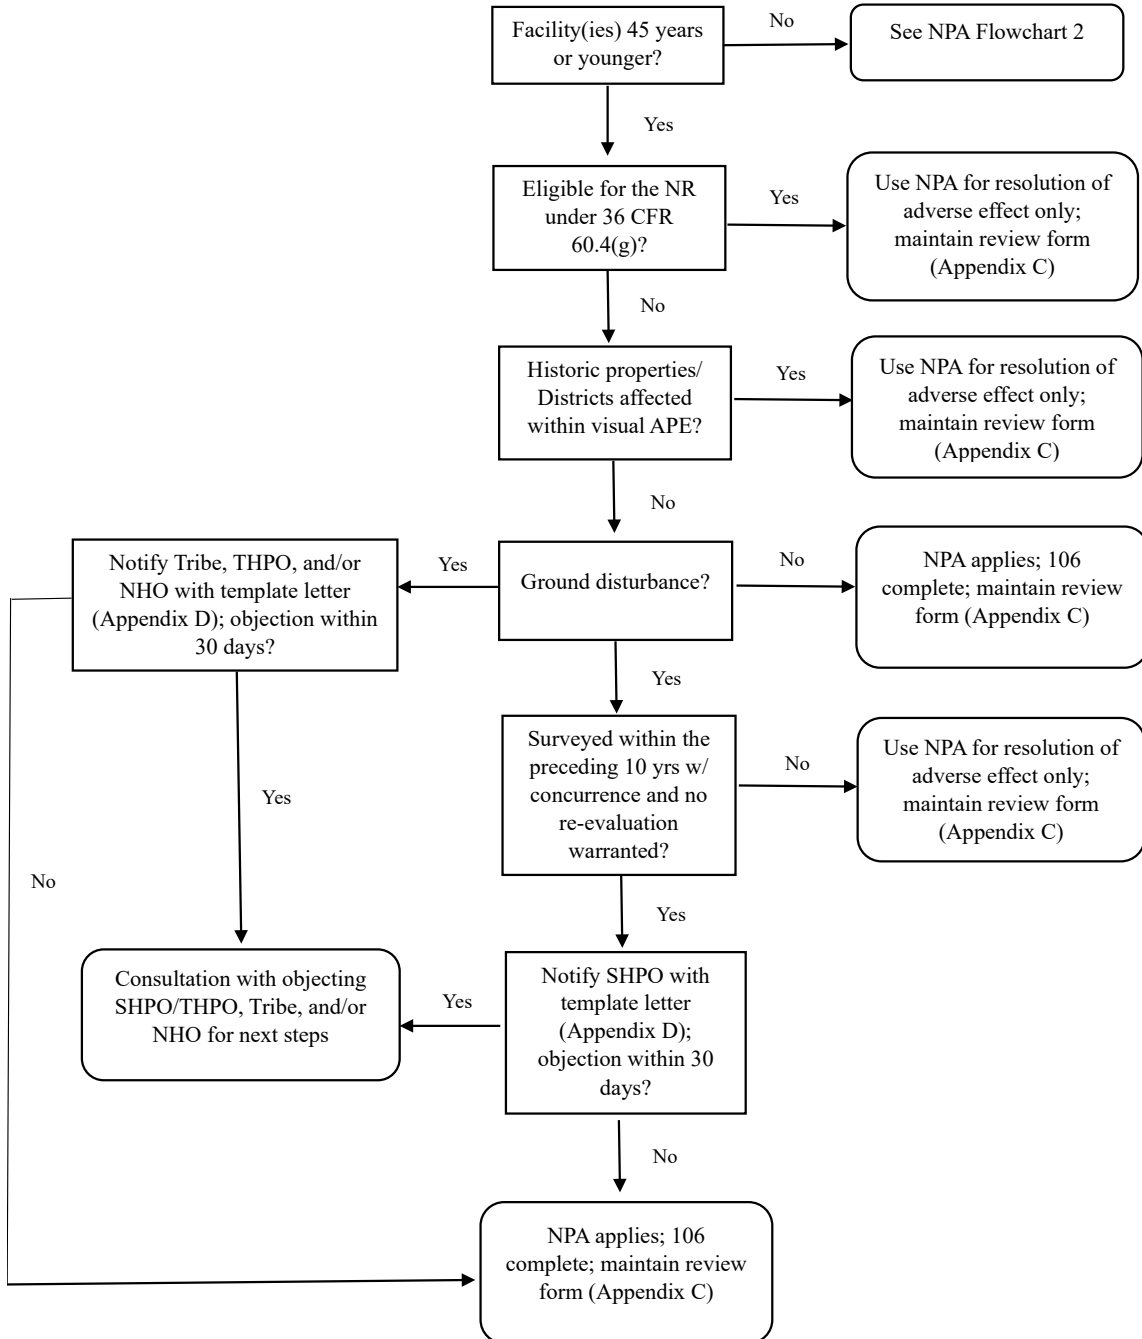 Facility(ies) 45 years
or younger?
No
See NPA Flowchart 2
Yes
Eligible for the NR
under 36 CFR
60.4(g)?
Yes
Use NPA for resolution of
adverse effect only;
maintain review form
(Appendix C)
No
Historic properties/
Districts affected
within visual APE?
Yes
Use NPA for resolution of
adverse effect only;
maintain review form
(Appendix C)
No
Notify Tribe, THPO, and/or
NHO with template letter
(Appendix D); objection within
30 days?
Yes
Ground disturbance?
No
NPA applies; 106
complete; maintain review
form (Appendix C)
Yes
Surveyed within the
preceding 10 yrs w/
concurrence and no
re-evaluation
warranted?
No
Use NPA for resolution of
adverse effect only;
maintain review form
(Appendix C)
Yes
No
Yes
Consultation with objecting
SHPO/THPO, Tribe, and/or
NHO for next steps
Yes
Notify SHPO with
template letter
(Appendix D);
objection within 30
days?
No
NPA applies; 106
complete; maintain review
form (Appendix C)